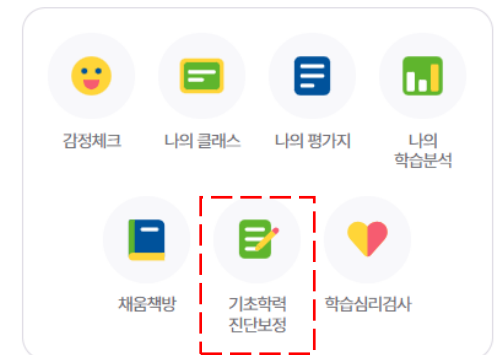 감정체크
나의 클래스
나의 평가지
나의
학습분석
채움책방
기초학력
진단보정
학습심리검사